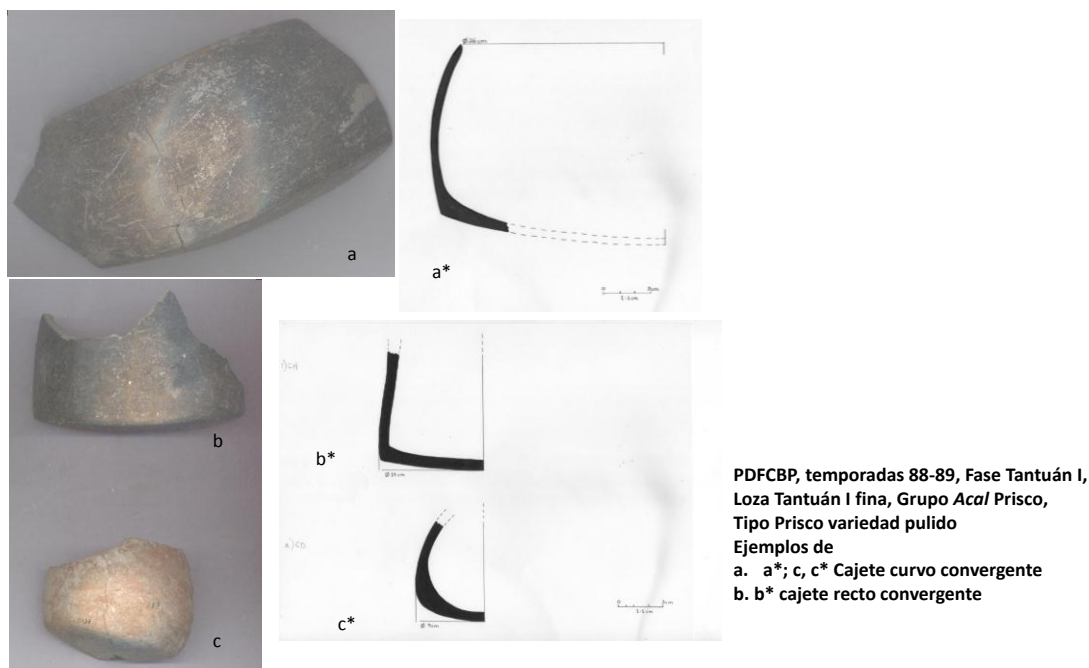 a
a*
b
b*
c
c*
PDFCBP, temporadas 88-89, Fase Tantuán I,
Loza Tantuán I fina, Grupo Acal Prisco,
Tipo Prisco variedad pulido
Ejemplos de
a. a*; c, c* Cajete curvo convergente
b. b* cajete recto convergente